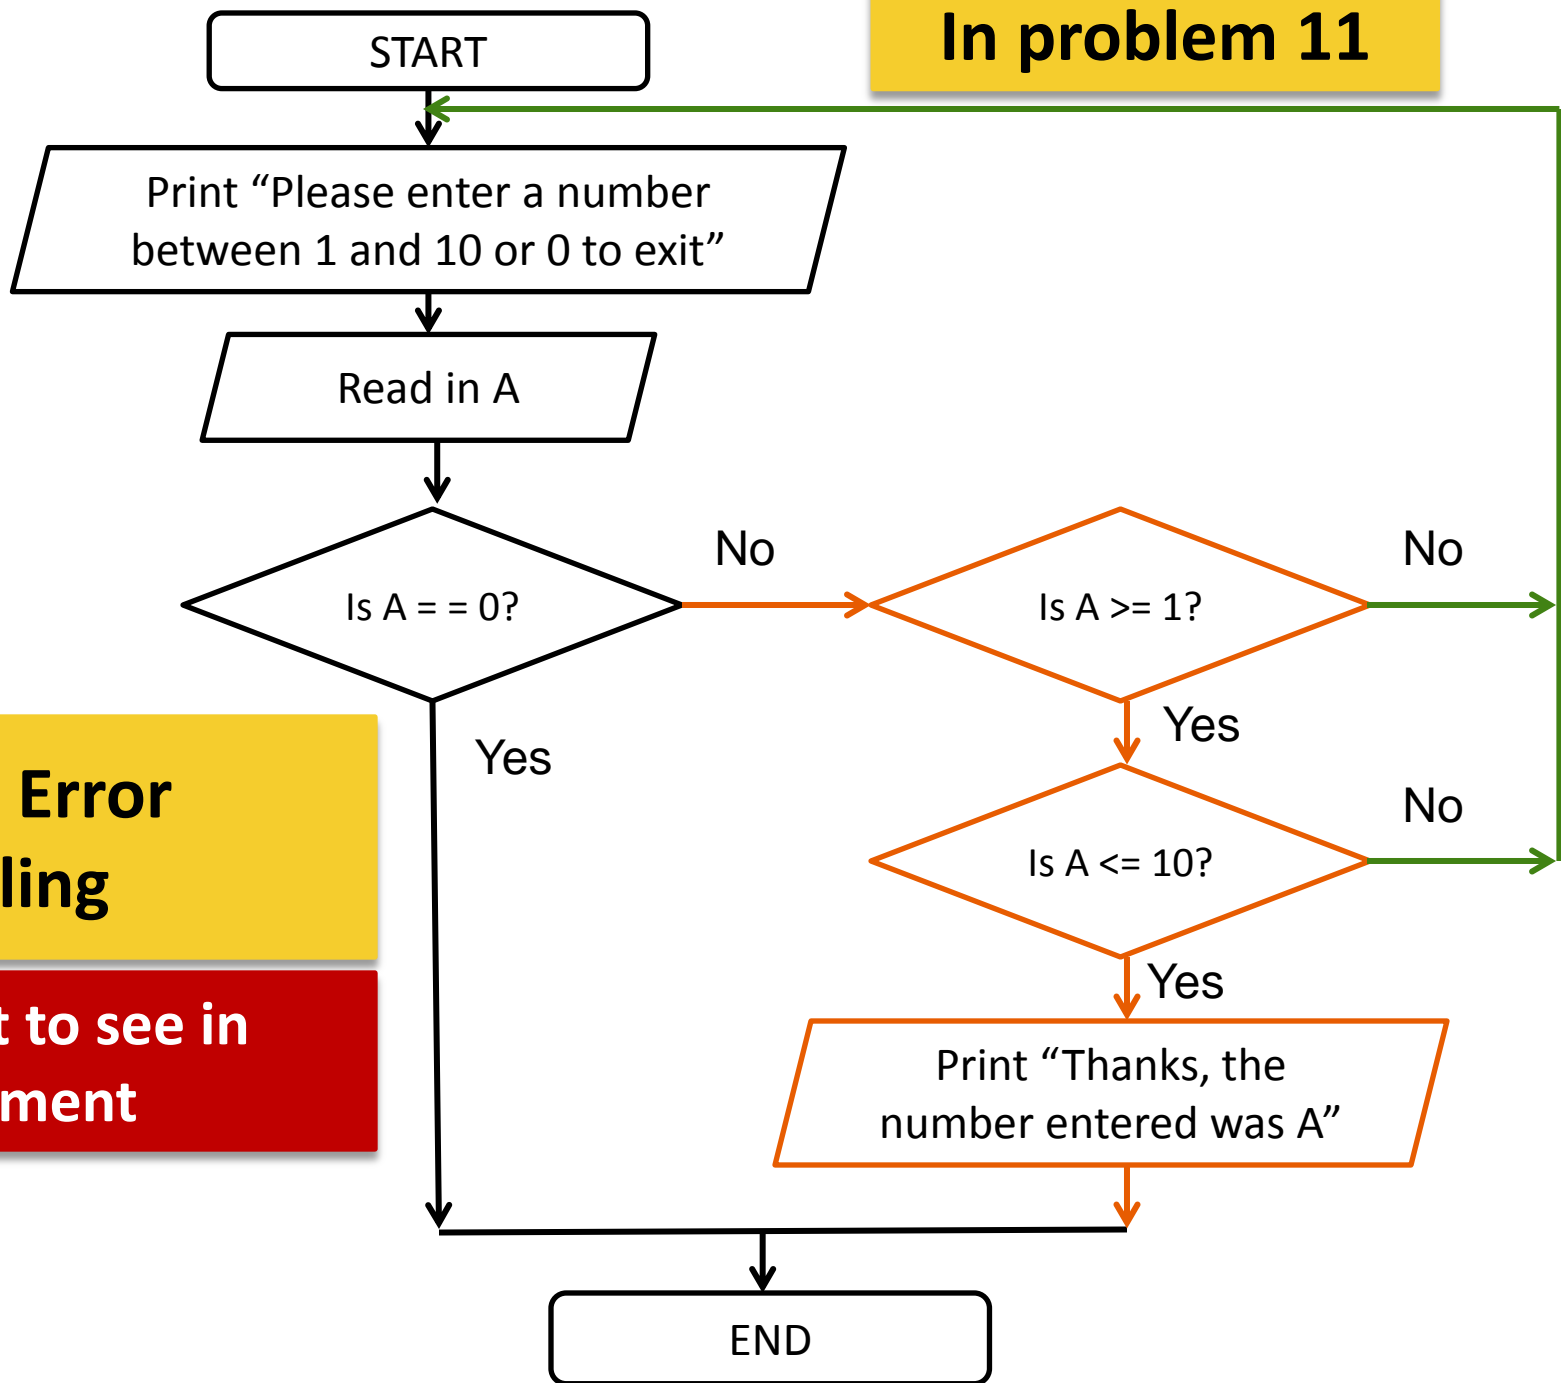 In problem 11
START
Print “Please enter a number
between 1 and 10 or 0 to exit”
Read in A
Is A = = 0?
No
Is A >= 1?
No
Yes
Yes
Is A <= 10?
No
Yes
Error
ling
t to see in
ment
Print “Thanks, the
number entered was A”
END